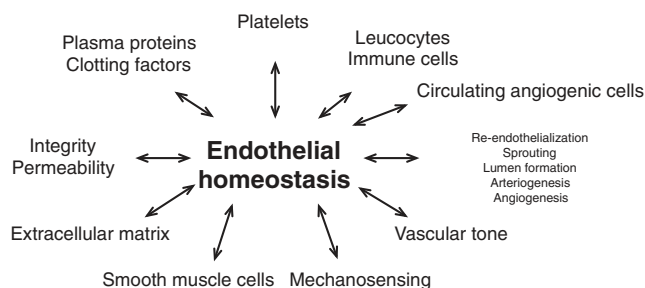 Platelets
Plasma proteins
Clotting factors
Leucocytes
Immune cells
Circulating angiogenic cells
Integrity
Permeability
Endothelial
homeostasis
Re-endothelialization
Sprouting
Lumen formation
Arteriogenesis
Angiogenesis
Extracellular matrix
Vascular tone
Smooth muscle cells
Mechanosensing